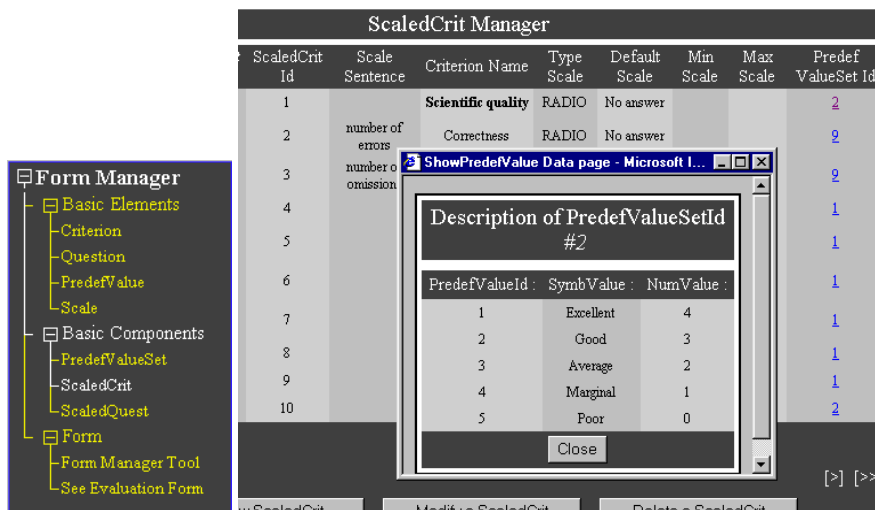 Form Manager
Basic Elements
Criterion
Question
PredefValue
Scale
Basic Components
PredefValueSet
ScaledCrit
ScaledQuest
Form
Form Manager Tool
See Evaluation Form
ScaledCrit Manager
ScaledCrit Id Scale Sentence Criterion Name Type Scale Default Scale Min Scale Max Scale Predef ValueSet Id
1 Scientific quality RADIO No answer 2
2 number of errors Correctness RADIO No answer 9
3 number o omission 9
4 1
5 1
6 1
7 1
8 1
9 1
10 2
ShowPredefValue Data page - Microsoft I...
Description of PredefValueSetId
#2
PredefValueId : SymbValue : NumValue :
1 Excellent 4
2 Good 3
3 Average 2
4 Marginal 1
5 Poor 0
Close
[>] [>>
ScaledCrit Modify a ScaledCrit Delete a ScaledCrit